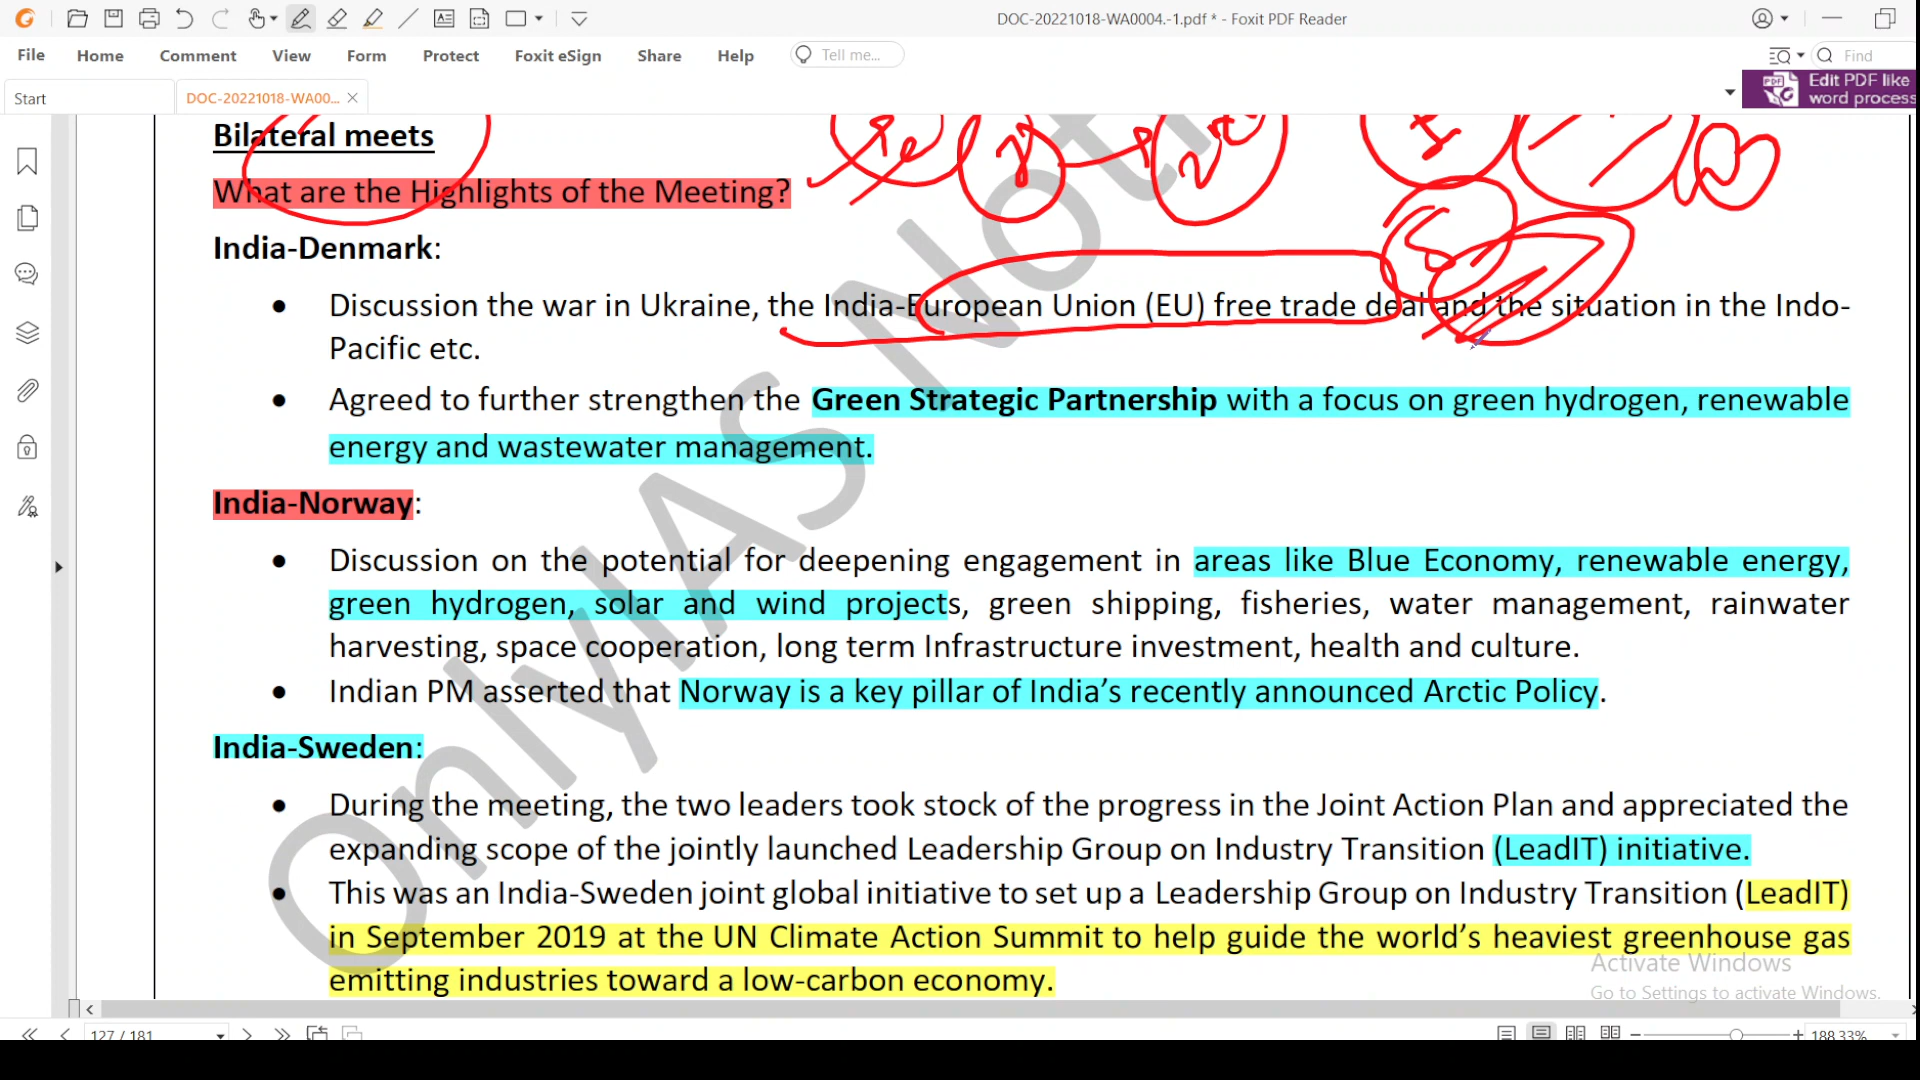 DOC-20221018-WA0004.-1.pdf * - Foxit PDF Reader
File Home Comment View Form Protect Foxit eSign Share Help Tell me... Find
Start DOC-20221018-WA00... Edit PDF like
word process
Bilateral meets
What are the Highlights of the Meeting?
India-Denmark:
● Discussion the war in Ukraine, the India-European Union (EU) free trade deal and the situation in the Indo-
Pacific etc.
● Agreed to further strengthen the Green Strategic Partnership with a focus on green hydrogen, renewable
energy and wastewater management.
India-Norway:
● Discussion on the potential for deepening engagement in areas like Blue Economy, renewable energy,
green hydrogen, solar and wind projects, green shipping, fisheries, water management, rainwater
harvesting, space cooperation, long term Infrastructure investment, health and culture.
● Indian PM asserted that Norway is a key pillar of India's recently announced Arctic Policy.
India-Sweden:
● During the meeting, the two leaders took stock of the progress in the Joint Action Plan and appreciated the
expanding scope of the jointly launched Leadership Group on Industry Transition (LeadIT) initiative.
● This was an India-Sweden joint global initiative to set up a Leadership Group on Industry Transition (LeadIT)
in September 2019 at the UN Climate Action Summit to help guide the world's heaviest greenhouse gas
emitting industries toward a low-carbon economy.
OnlyIAS Not
Activate Windows
Go to Settings to activate Windows.
127 / 181 188.33%